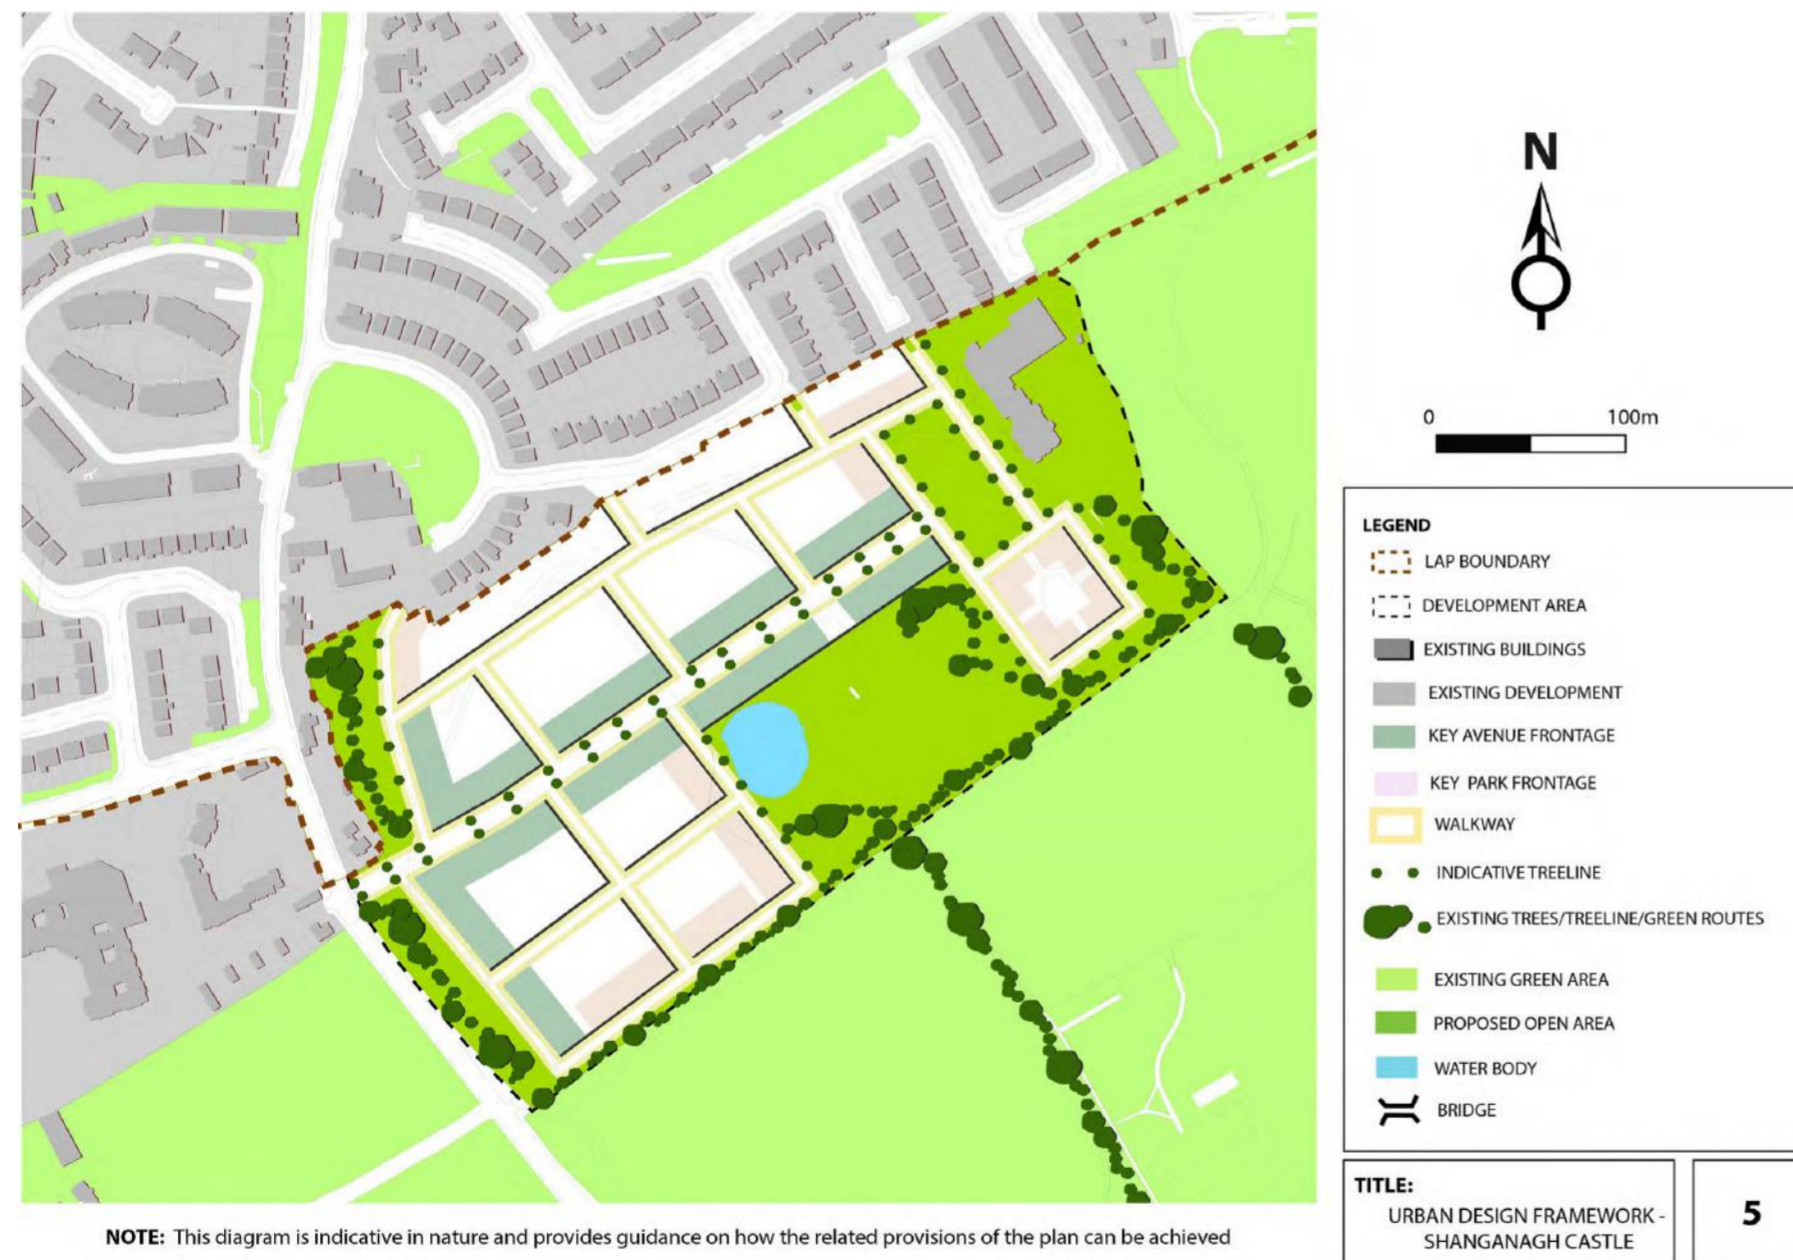 N
0 100m
LEGEND
LAP BOUNDARY
DEVELOPMENT AREA
EXISTING BUILDINGS
EXISTING DEVELOPMENT
KEY AVENUE FRONTAGE
KEY PARK FRONTAGE
WALKWAY
INDICATIVE TREELINE
EXISTING TREES/TREELINE/GREEN ROUTES
EXISTING GREEN AREA
PROPOSED OPEN AREA
WATER BODY
BRIDGE
TITLE:
URBAN DESIGN FRAMEWORK -
SHANGANAGH CASTLE
5
NOTE: This diagram is indicative in nature and provides guidance on how the related provisions of the plan can be achieved